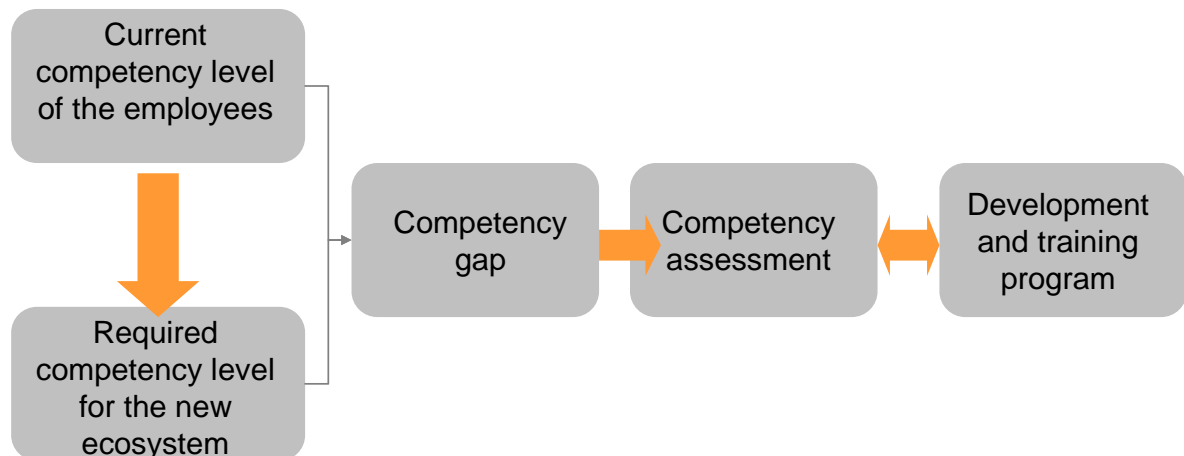 Current
competency level
of the employees
Required
competency level
for the new
ecosystem
Competency
gap
Competency
assessment
Development
and training
program